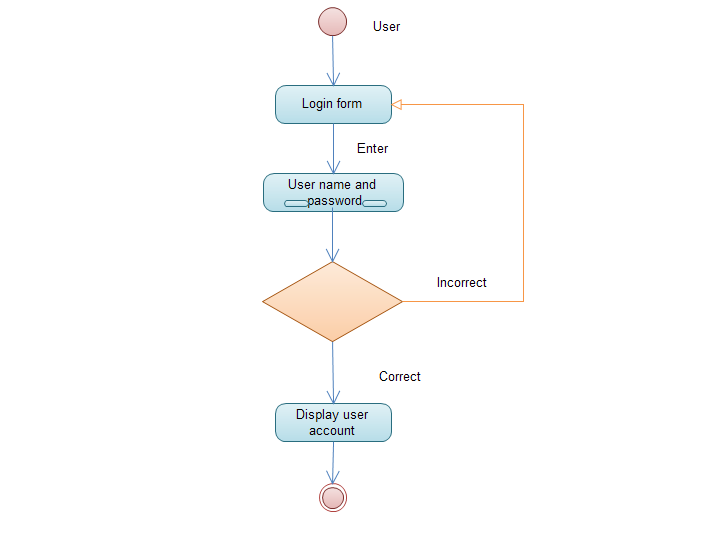 User
Login form
Enter
User name and
password
Incorrect
Correct
Display user
account